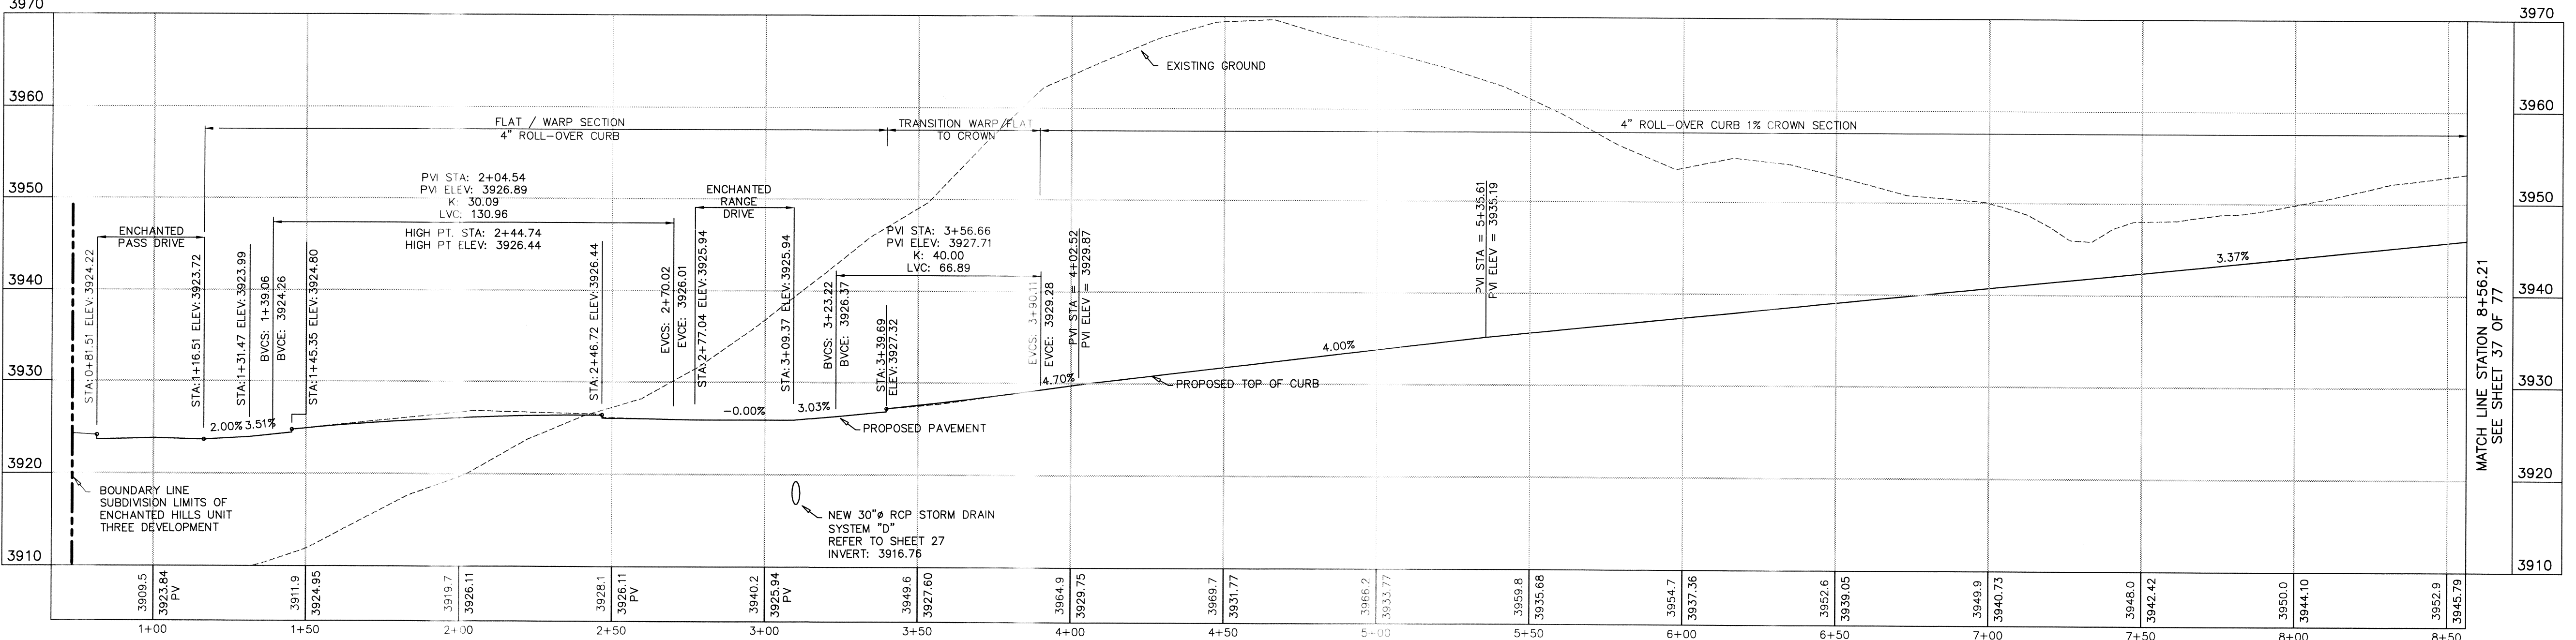 3970
3960
3950
3940
3930
3920
3910
3970
3960
3950
3940
3930
3920
3910
EXISTING GROUND
FLAT / WARP SECTION
4" ROLL-OVER CURB
TRANSITION WARP/FLAT
TO CROWN
4" ROLL-OVER CURB 1% CROWN SECTION
PVI STA: 2+04.54
PVI ELEV: 3926.89
K: 30.09
LVC: 130.96
HIGH PT. STA: 2+44.74
HIGH PT ELEV: 3926.44
ENCHANTED
RANGE
DRIVE
ENCHANTED
PASS DRIVE
PVI STA: 3+56.66
PVI ELEV: 3927.71
K: 40.00
LVC: 66.89
STA:0+81.51 ELEV:3924.22
STA:1+16.51 ELEV:3923.72
STA:1+31.47 ELEV:3923.99
BVCS: 1+39.06
BVCE: 3924.26
STA:1+45.35 ELEV:3924.80
STA:2+46.72 ELEV:3926.44
EVCS: 2+70.02
EVCE: 3926.01
STA:2+77.04 ELEV:3925.94
STA:3+09.37 ELEV:3925.94
BVCS: 3+23.22
BVCE: 3926.37
STA:3+39.69
ELEV:3927.32
EVCS: 3+90.11
EVCE: 3929.28
PVI STA = 4+02.52
PVI ELEV = 3929.87
PVI STA = 5+35.61
PVI ELEV = 3935.19
2.00%
3.51%
-0.00%
3.03%
4.70%
4.00%
3.37%
PROPOSED TOP OF CURB
PROPOSED PAVEMENT
BOUNDARY LINE
SUBDIVISION LIMITS OF
ENCHANTED HILLS UNIT
THREE DEVELOPMENT
NEW 30"ø RCP STORM DRAIN
SYSTEM "D"
REFER TO SHEET 27
INVERT: 3916.76
MATCH LINE STATION 8+56.21
SEE SHEET 37 OF 77
3909.5
3923.84
PV
3911.9
3924.95
3919.7
3926.11
3928.1
3926.11
PV
3940.2
3925.94
PV
3949.6
3927.60
3964.9
3929.75
3969.7
3931.77
3966.2
3933.77
3959.8
3935.68
3954.7
3937.36
3952.6
3939.05
3949.9
3940.73
3948.0
3942.42
3950.0
3944.10
3952.9
3945.79
1+00
1+50
2+00
2+50
3+00
3+50
4+00
4+50
5+00
5+50
6+00
6+50
7+00
7+50
8+00
8+50